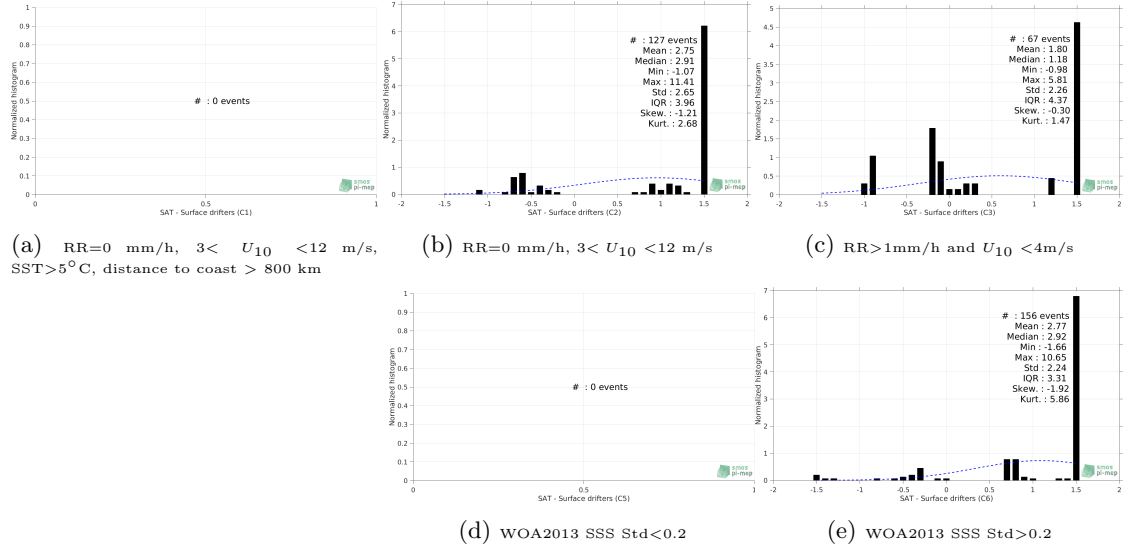 1
0.9
0.8
0.7
0.6
0.5
0.4
0.3
0.2
0.1
0
Normalized histogram
# : 0 events
smos
pi-mep
0 0.5 1
SAT - Surface drifters (C1)
(a) RR=0 mm/h, 3< U10 <12 m/s,
SST>5°C, distance to coast > 800 km
7
6
5
4
3
2
1
0
Normalized histogram
# : 127 events
Mean : 2.75
Median : 2.91
Min : -1.07
Max : 11.41
Std : 2.65
IQR : 3.96
Skew. : -1.21
Kurt. : 2.68
smos
pi-mep
-2 -1.5 -1 -0.5 0 0.5 1 1.5 2
SAT - Surface drifters (C2)
(b) RR=0 mm/h, 3< U10 <12 m/s
5
4.5
4
3.5
3
2.5
2
1.5
1
0.5
0
Normalized histogram
# : 67 events
Mean : 1.80
Median : 1.18
Min : -0.98
Max : 5.81
Std : 2.26
IQR : 4.37
Skew. : -0.30
Kurt. : 1.47
smos
pi-mep
-2 -1.5 -1 -0.5 0 0.5 1 1.5 2
SAT - Surface drifters (C3)
(c) RR>1mm/h and U10 <4m/s
1
0.9
0.8
0.7
0.6
0.5
0.4
0.3
0.2
0.1
0
Normalized histogram
# : 0 events
smos
pi-mep
0 0.5 1
SAT - Surface drifters (C5)
(d) WOA2013 SSS Std<0.2
7
6
5
4
3
2
1
0
Normalized histogram
# : 156 events
Mean : 2.77
Median : 2.92
Min : -1.66
Max : 10.65
Std : 2.24
IQR : 3.31
Skew. : -1.92
Kurt. : 5.86
smos
pi-mep
-2 -1.5 -1 -0.5 0 0.5 1 1.5 2
SAT - Surface drifters (C6)
(e) WOA2013 SSS Std>0.2